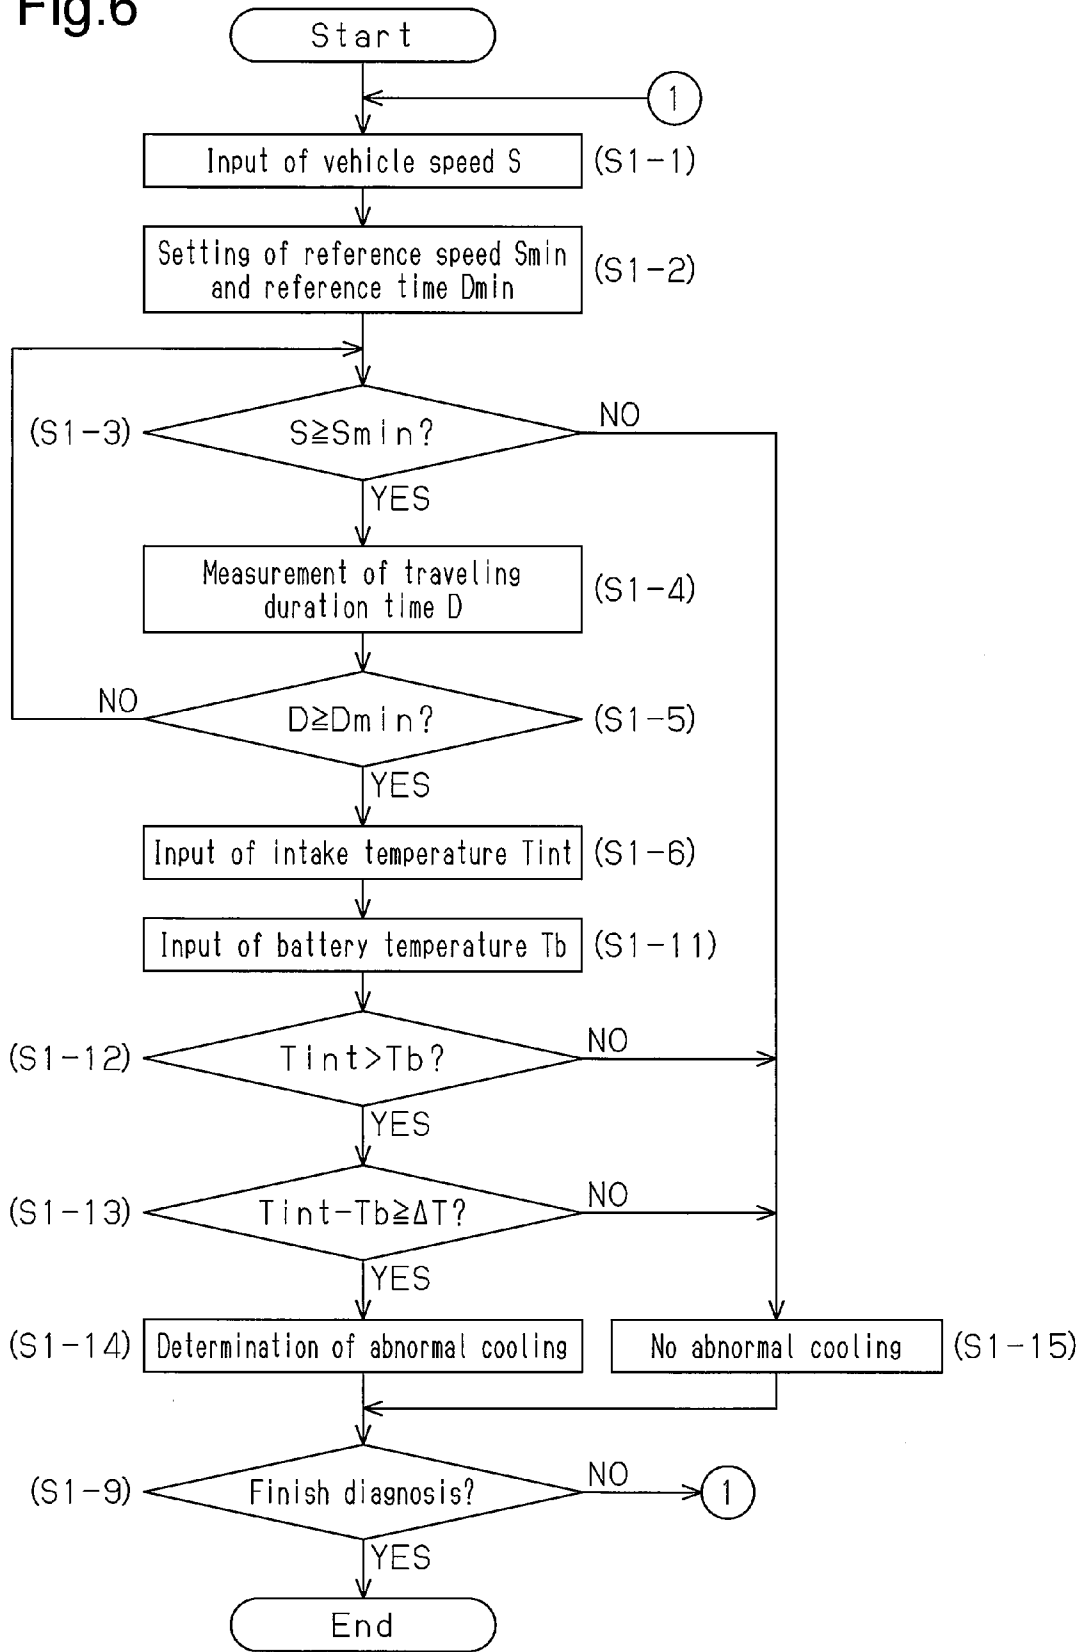 Fig.6
Start
1
Input of vehicle speed S
(S1-1)
Setting of reference speed Smin
and reference time Dmin
(S1-2)
(S1-3)
S≧Smin?
NO
YES
Measurement of traveling
duration time D
(S1-4)
NO
D≧Dmin?
(S1-5)
YES
Input of intake temperature Tint
(S1-6)
Input of battery temperature Tb
(S1-11)
(S1-12)
Tint>Tb?
NO
YES
(S1-13)
Tint-Tb≧ΔT?
NO
YES
(S1-14)
Determination of abnormal cooling
No abnormal cooling
(S1-15)
(S1-9)
Finish diagnosis?
NO
1
YES
End